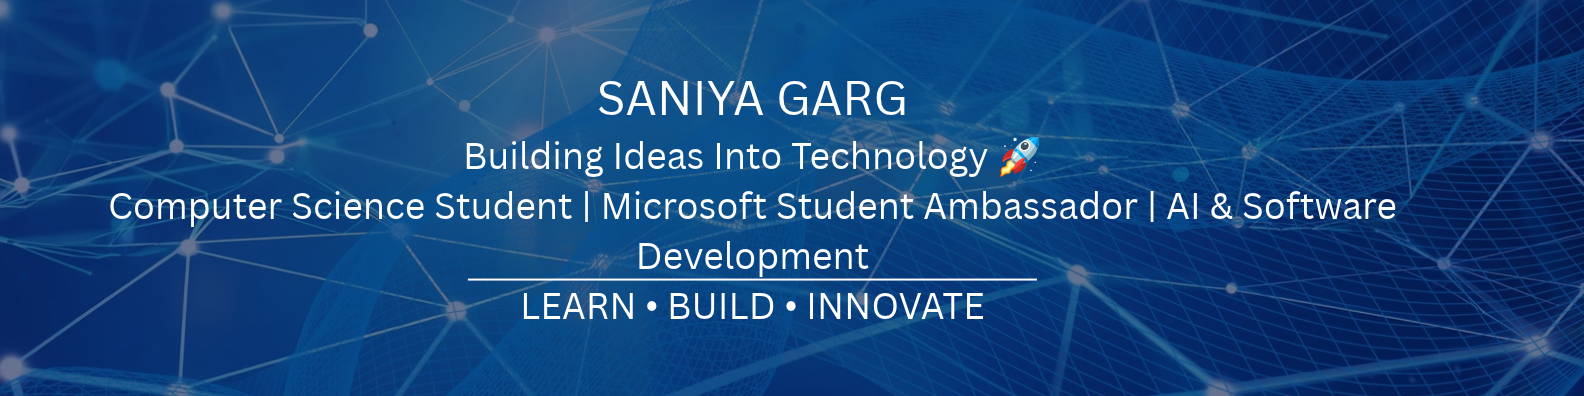 SANIYA GARG
Building Ideas Into Technology 🚀
Computer Science Student | Microsoft Student Ambassador | AI & Software
Development
LEARN • BUILD • INNOVATE